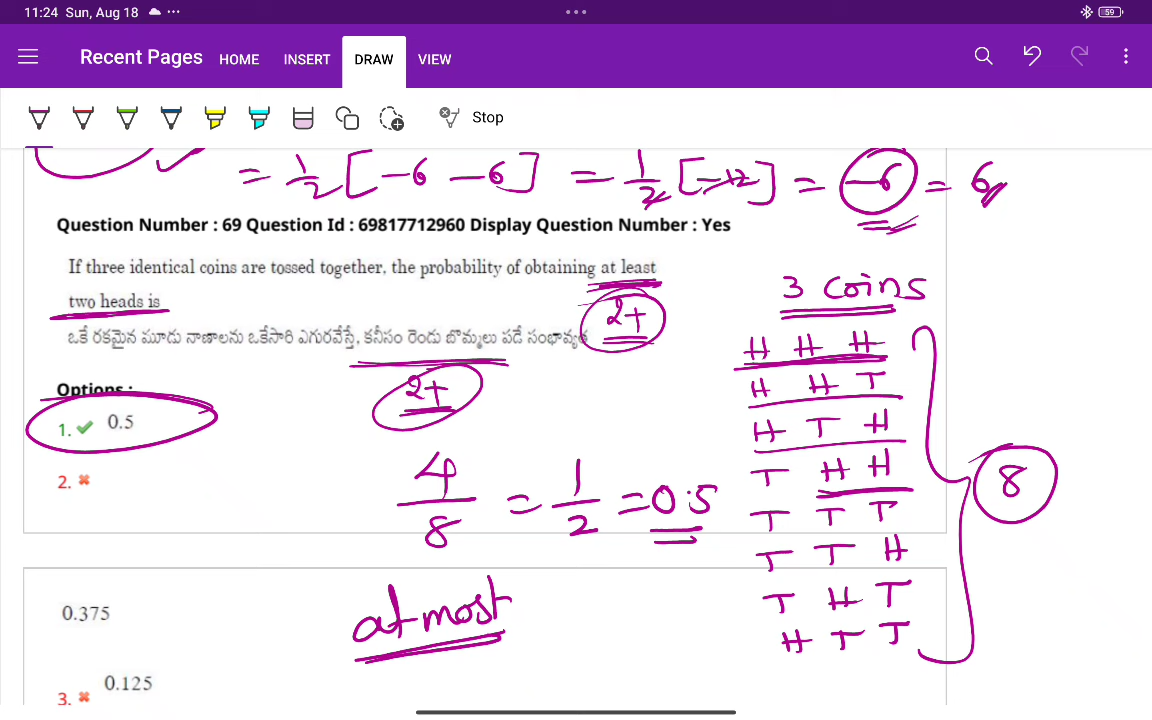 11:24 Sun, Aug 18
59
Recent Pages HOME INSERT DRAW VIEW
Stop
= 1/2 [-6 -6] = 1/2 [-12] = -6 = 6
Question Number : 69 Question Id : 69817712960 Display Question Number : Yes
If three identical coins are tossed together, the probability of obtaining at least
two heads is
2+
ఒకే రకమైన మూడు నాణాలను ఒకేసారి ఎగురవేస్తే, కనీసం రెండు బొమ్మలు పడే సంభావ్యత
2+
Options :
1. 0.5
2.
4/8 = 1/2 = 0.5
atmost
3 coins
H H H
H H T
H T H
T H H
T T T
T T H
T H T
H T T
8
0.375
0.125
3.